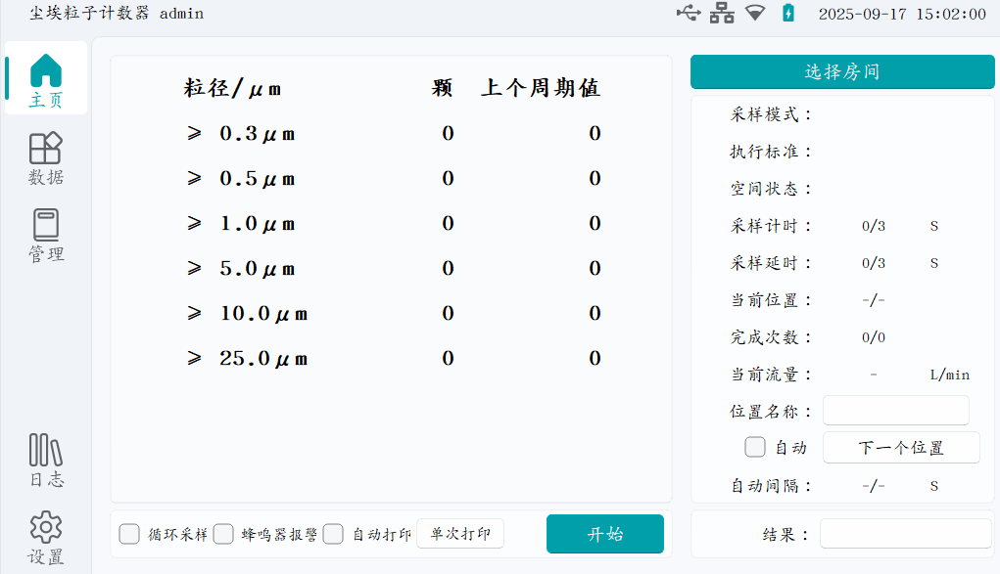 尘埃粒子计数器 admin
2025-09-17 15:02:00
主页
数据
管理
日志
设置
粒径/μm 颗 上个周期值
≥ 0.3μm 0 0
≥ 0.5μm 0 0
≥ 1.0μm 0 0
≥ 5.0μm 0 0
≥ 10.0μm 0 0
≥ 25.0μm 0 0
循环采样 蜂鸣器报警 自动打印 单次打印 开始
选择房间
采样模式：
执行标准：
空间状态：
采样计时： 0/3 S
采样延时： 0/3 S
当前位置： -/-
完成次数： 0/0
当前流量： - L/min
位置名称：
自动 下一个位置
自动间隔： -/- S
结果：